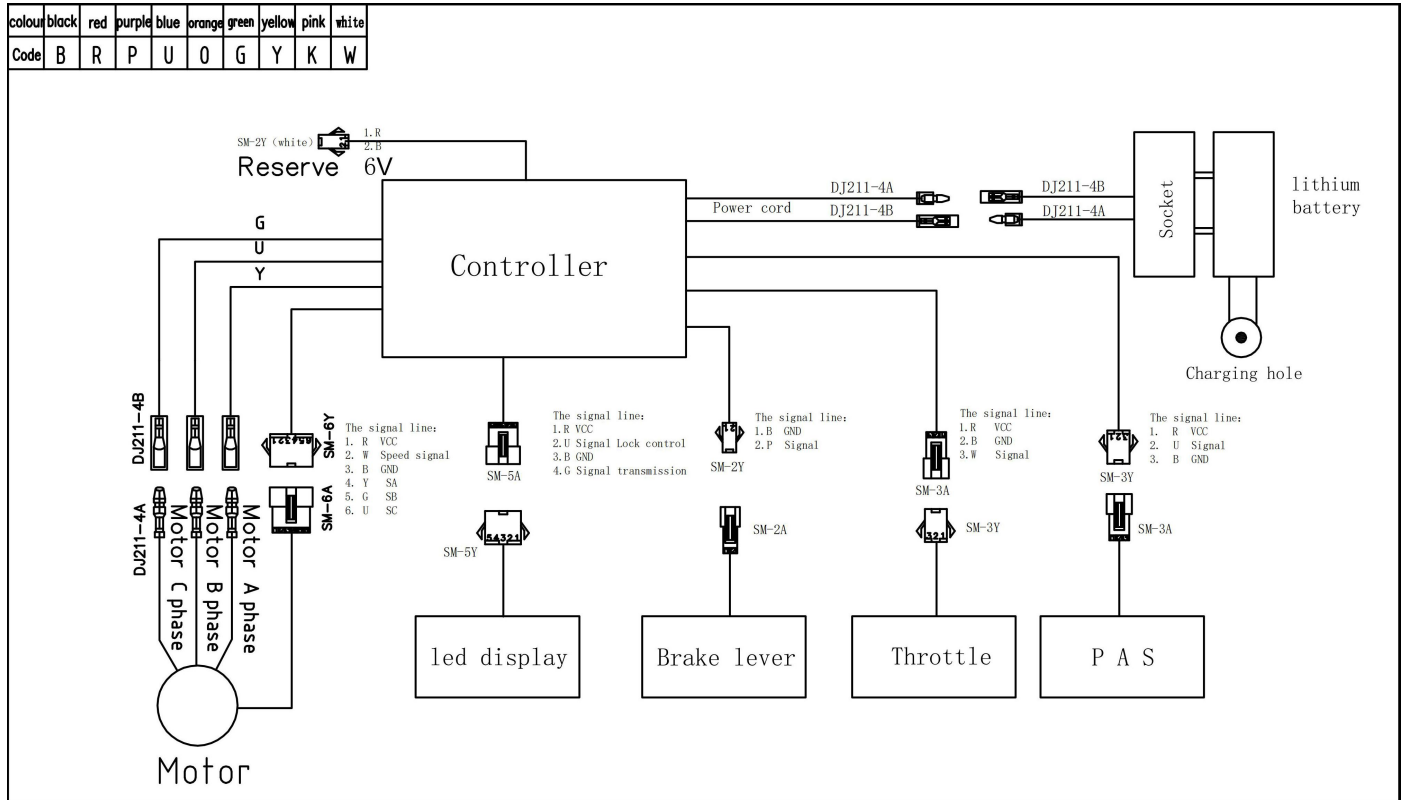 colour black red purple blue orange green yellow pink white
Code B R P U O G Y K W
SM-2Y (white) 21 1.R
2.B
Reserve 6V
G
U
Y
Controller
Power cord
DJ211-4A
DJ211-4B
DJ211-4B
DJ211-4A
Socket
lithium
battery
Charging hole
DJ211-4B
DJ211-4A
654321
SM-6Y
SM-6A
The signal line:
1. R VCC
2. W Speed signal
3. B GND
4. Y SA
5. G SB
6. U SC
SM-5A
The signal line:
1.R VCC
2.U Signal Lock control
3.B GND
4.G Signal transmission
SM-5Y
54321
21
SM-2Y
The signal line:
1.B GND
2.P Signal
SM-2A
The signal line:
1.R VCC
2.B GND
3.W Signal
SM-3A
SM-3Y
321
321
SM-3Y
The signal line:
1. R VCC
2. U Signal
3. B GND
SM-3A
Motor C phase
Motor B phase
Motor A phase
Motor
led display
Brake lever
Throttle
P A S